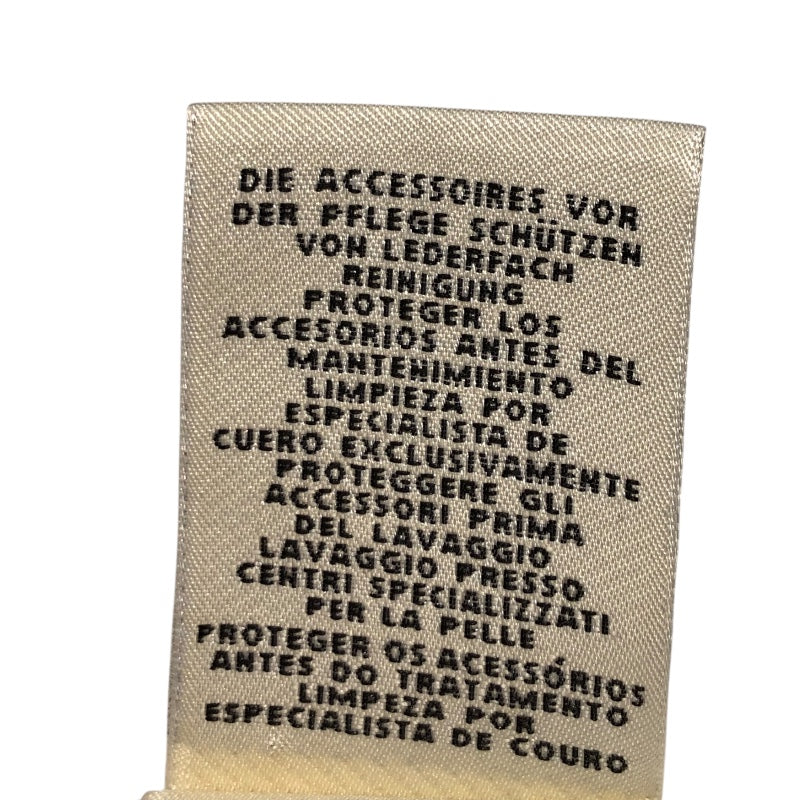 DIE ACCESSOIRES VOR
DER PFLEGE SCHÜTZEN
VON LEDERFACH
REINIGUNG
PROTEGER LOS
ACCESORIOS ANTES DEL
MANTENIMIENTO
LIMPIEZA POR
ESPECIALISTA DE
CUERO EXCLUSIVAMENTE
PROTEGGERE GLI
ACCESSORI PRIMA
DEL LAVAGGIO
LAVAGGIO PRESSO
CENTRI SPECIALIZZATI
PER LA PELLE
PROTEGER OS ACESSÓRIOS
ANTES DO TRATAMENTO
LIMPEZA POR
ESPECIALISTA DE COURO